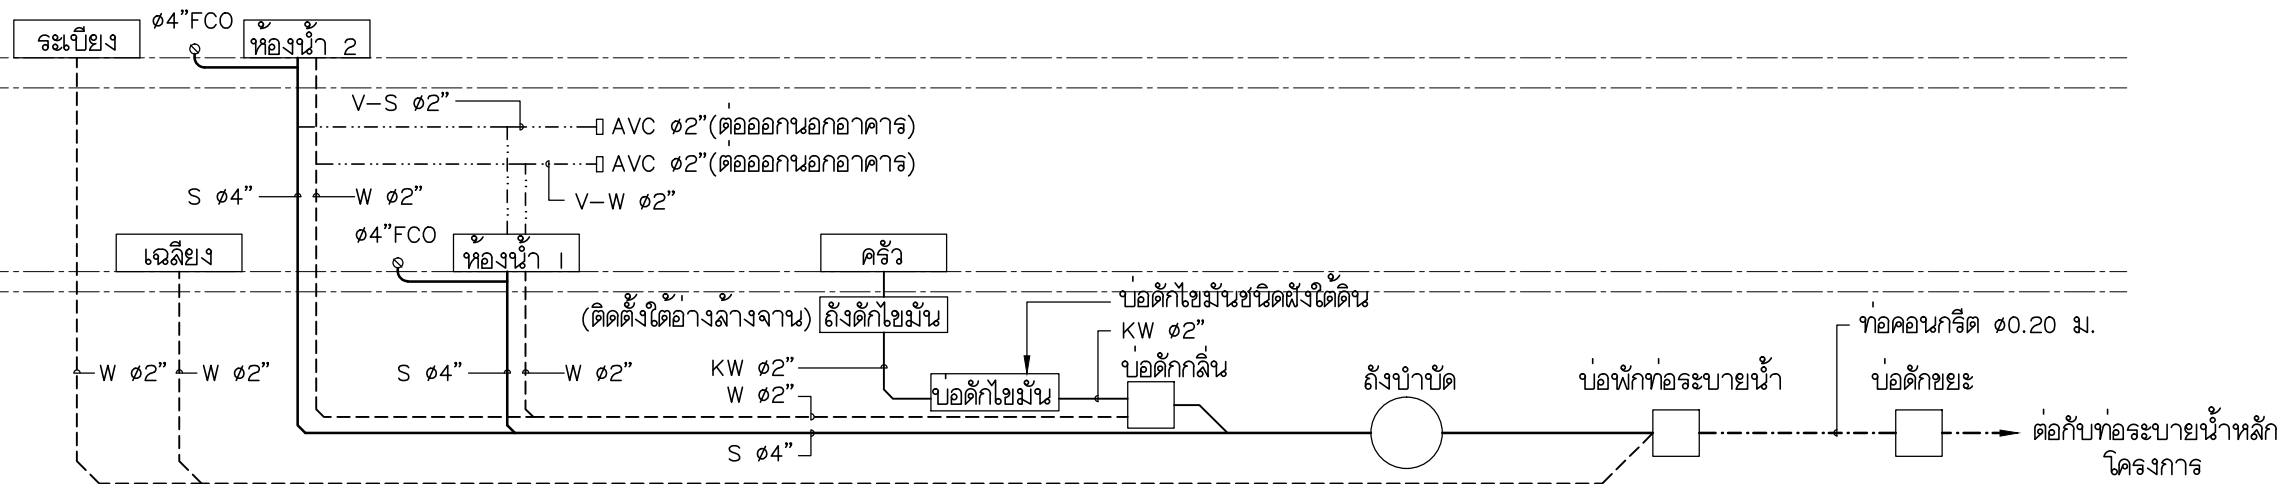 ø4”FCO
ระเบียง
ห้องน้ำ 2
V-S ø2”
AVC ø2”(ต่อออกนอกอาคาร)
AVC ø2”(ต่อออกนอกอาคาร)
S ø4”
W ø2”
V-W ø2”
ø4”FCO
เฉลียง
ห้องน้ำ 1
ครัว
(ติดตั้งใต้อ่างล้างจาน)
ถังดักไขมัน
บ่อดักไขมันชนิดฝังใต้ดิน
KW ø2”
ท่อคอนกรีต ø0.20 ม.
W ø2”
W ø2”
S ø4”
W ø2”
KW ø2”
บ่อดักกลิ่น
ถังบำบัด
บ่อพักท่อระบายน้ำ
บ่อดักขยะ
W ø2”
บ่อดักไขมัน
S ø4”
ต่อกับท่อระบายน้ำหลัก
โครงการ